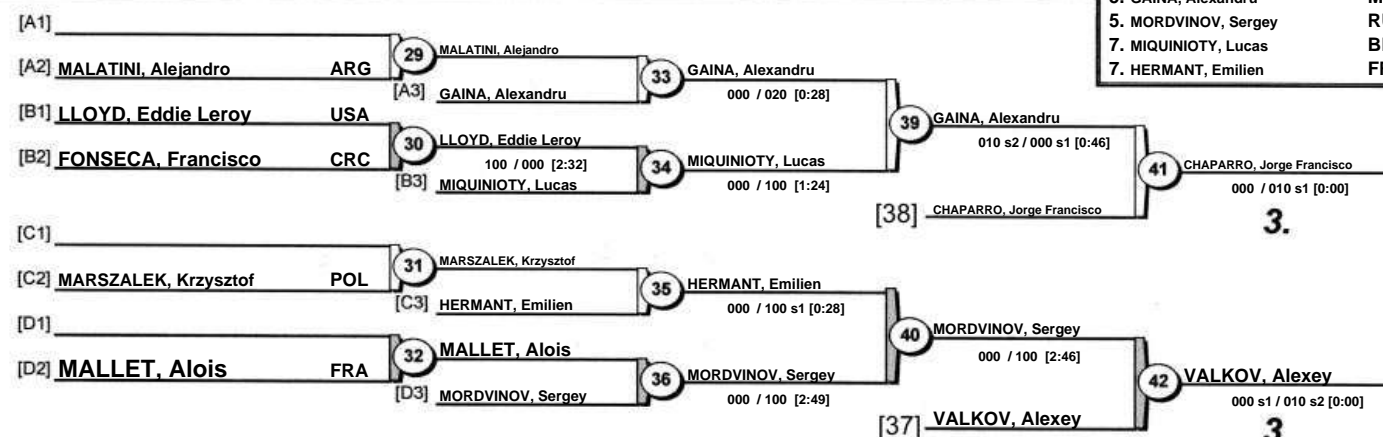 5. MORDVINOV, Sergey
7. MIQUINIOTY, Lucas
7. HERMANT, Emilien
[A1]
[A2] MALATINI, Alejandro ARG
29
MALATINI, Alejandro
[A3] GAINA, Alexandru
33
GAINA, Alexandru
000 / 020 [0:28]
[B1] LLOYD, Eddie Leroy USA
[B2] FONSECA, Francisco CRC
30
LLOYD, Eddie Leroy
100 / 000 [2:32]
[B3] MIQUINIOTY, Lucas
34
MIQUINIOTY, Lucas
000 / 100 [1:24]
39
GAINA, Alexandru
010 s2 / 000 s1 [0:46]
[38] CHAPARRO, Jorge Francisco
41
CHAPARRO, Jorge Francisco
000 / 010 s1 [0:00]
3.
[C1]
[C2] MARSZALEK, Krzysztof POL
31
MARSZALEK, Krzysztof
[C3] HERMANT, Emilien
35
HERMANT, Emilien
000 / 100 s1 [0:28]
[D1]
[D2] MALLET, Alois FRA
32
MALLET, Alois
[D3] MORDVINOV, Sergey
36
MORDVINOV, Sergey
000 / 100 [2:49]
40
MORDVINOV, Sergey
000 / 100 [2:46]
[37] VALKOV, Alexey
42
VALKOV, Alexey
000 s1 / 010 s2 [0:00]
3